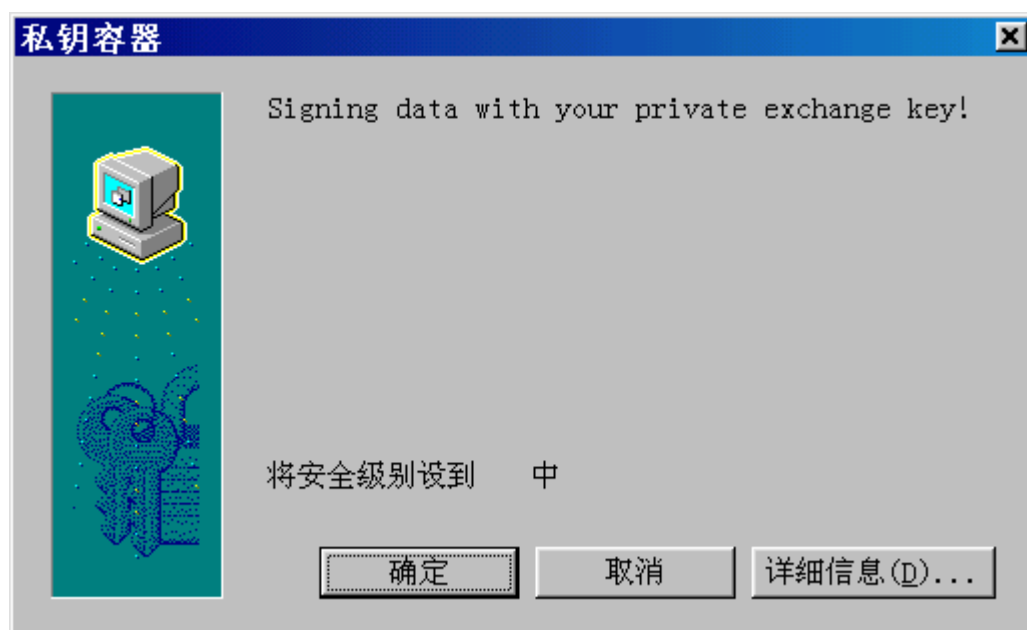 私钥容器
Signing data with your private exchange key!
将安全级别设到 中
确定 取消 详细信息(D)...